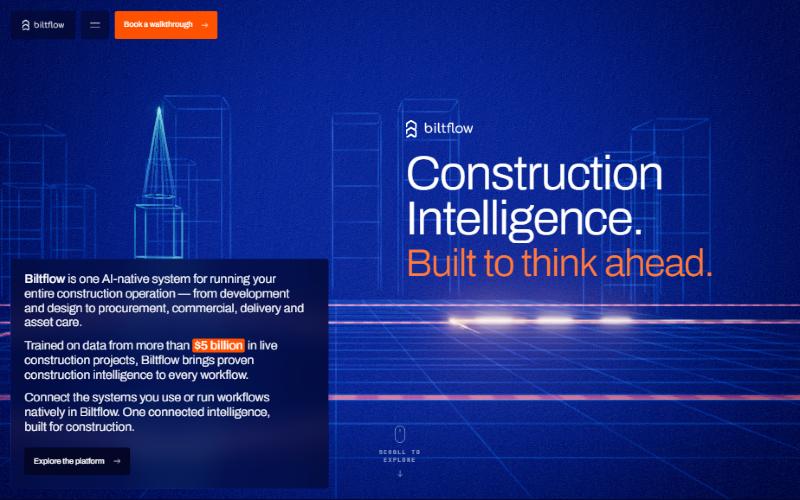 biltflow
Book a walkthrough →
biltflow
Construction
Intelligence.
Built to think ahead.
Biltflow is one AI-native system for running your
entire construction operation — from development
and design to procurement, commercial, delivery and
asset care.
Trained on data from more than $5 billion in live
construction projects, Biltflow brings proven
construction intelligence to every workflow.
Connect the systems you use or run workflows
natively in Biltflow. One connected intelligence,
built for construction.
Explore the platform →
SCROLL TO
EXPLORE
↓